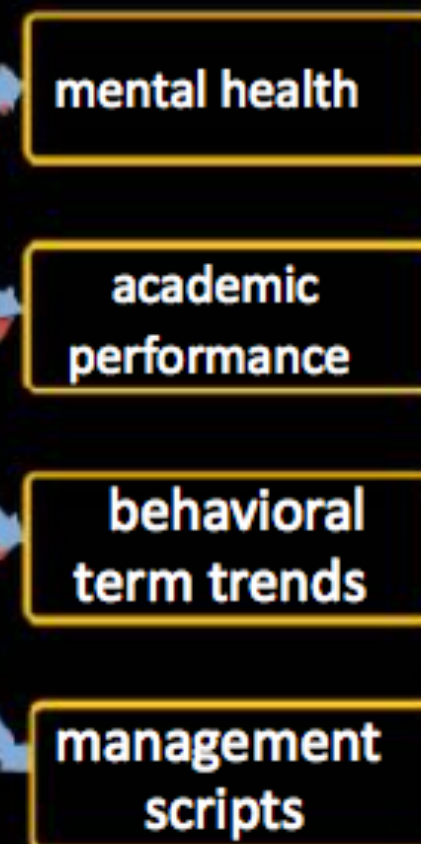 mental health
academic
performance
behavioral
term trends
management
scripts